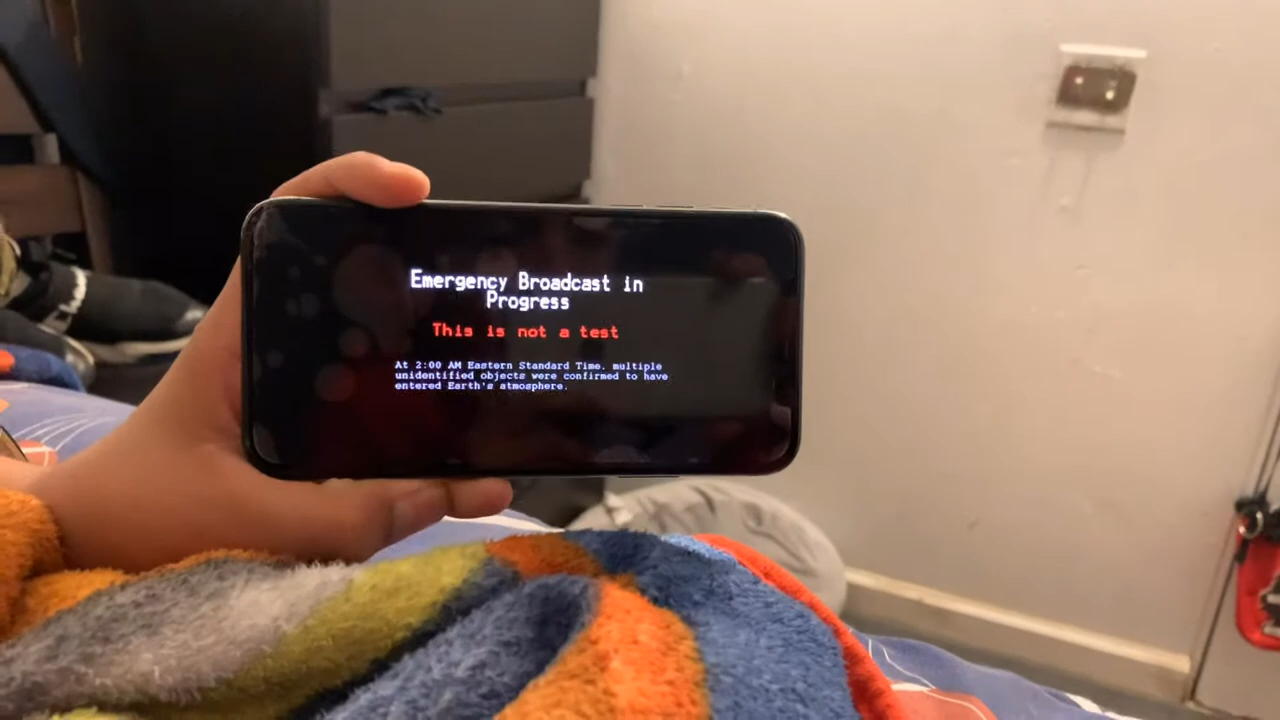 Emergency Broadcast in
Progress
This is not a test
At 2:00 AM Eastern Standard Time, multiple
unidentified objects were confirmed to have
entered Earth's atmosphere.